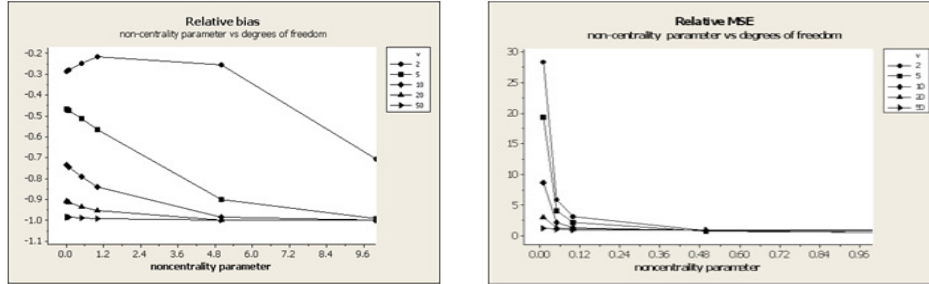 Relative bias
non-centrality parameter vs degrees of freedom
v
2
5
10
20
50
-0.2
-0.3
-0.4
-0.5
-0.6
-0.7
-0.8
-0.9
-1.0
-1.1
0.0 1.2 2.4 3.6 4.8 6.0 7.2 8.4 9.6
noncentrality parameter
Relative MSE
non-centrality parameter vs degrees of freedom
v
2
5
10
20
50
30
25
20
15
10
5
0
0.00 0.12 0.24 0.36 0.48 0.60 0.72 0.84 0.96
noncentrality parameter